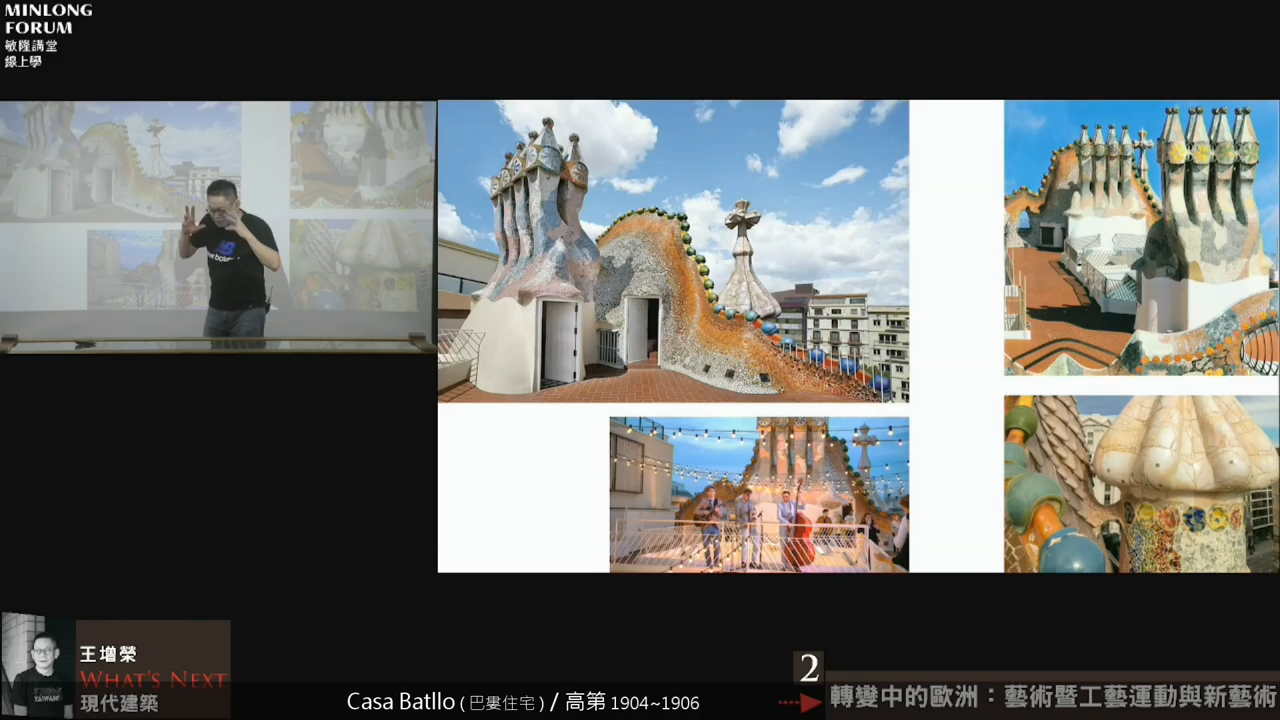 MINLONG
FORUM
敏隆講堂
線上學
王增榮
WHAT'S NEXT
現代建築
Casa Batllo ( 巴婁住宅 ) / 高第 1904~1906
2
轉變中的歐洲：藝術暨工藝運動與新藝術